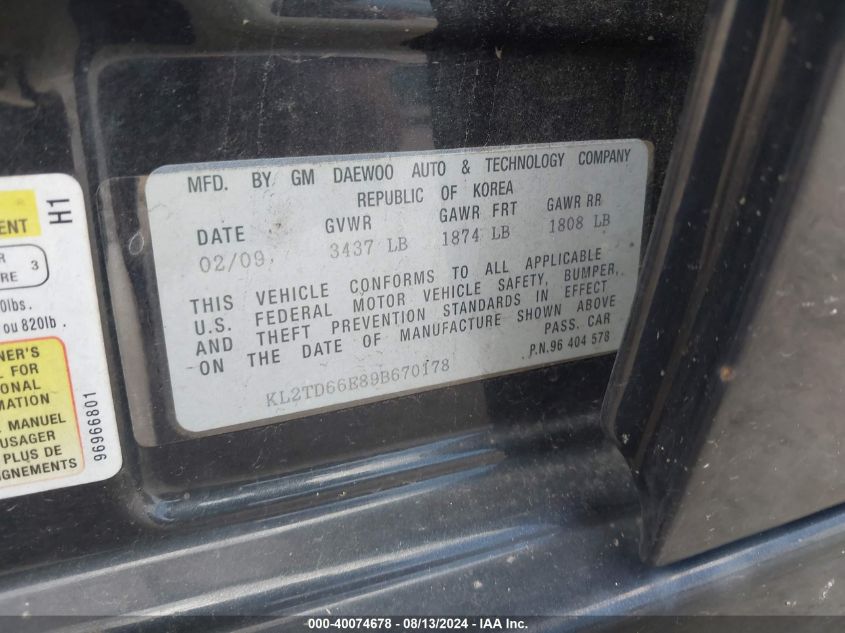 MFD. BY GM DAEWOO AUTO & TECHNOLOGY COMPANY
REPUBLIC OF KOREA
DATE GVWR GAWR FRT GAWR RR
02/09 3437 LB 1874 LB 1808 LB
THIS VEHICLE CONFORMS TO ALL APPLICABLE
U.S. FEDERAL MOTOR VEHICLE SAFETY, BUMPER,
AND THEFT PREVENTION STANDARDS IN EFFECT
ON THE DATE OF MANUFACTURE SHOWN ABOVE
PASS. CAR
KL2TD66E89B670178
P.N.96 404 578
ENT
H1
R
RE 3
0lbs.
ou 820lb.
NER'S
L FOR
IONAL
MATION
MANUEL
USAGER
PLUS DE
GNEMENTS
96966801
000-40074678 - 08/13/2024 - IAA Inc.